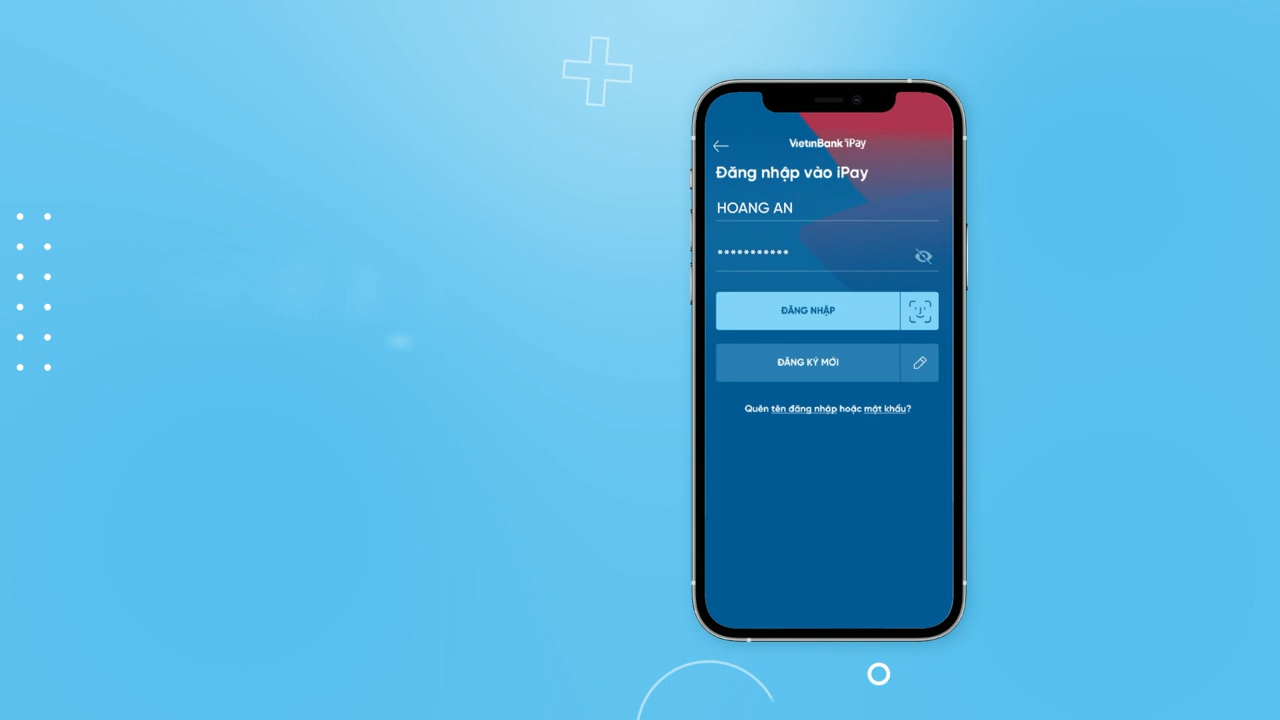 VietinBank iPay
Đăng nhập vào iPay
HOANG AN
***********
ĐĂNG NHẬP
ĐĂNG KÝ MỚI
Quên tên đăng nhập hoặc mật khẩu?